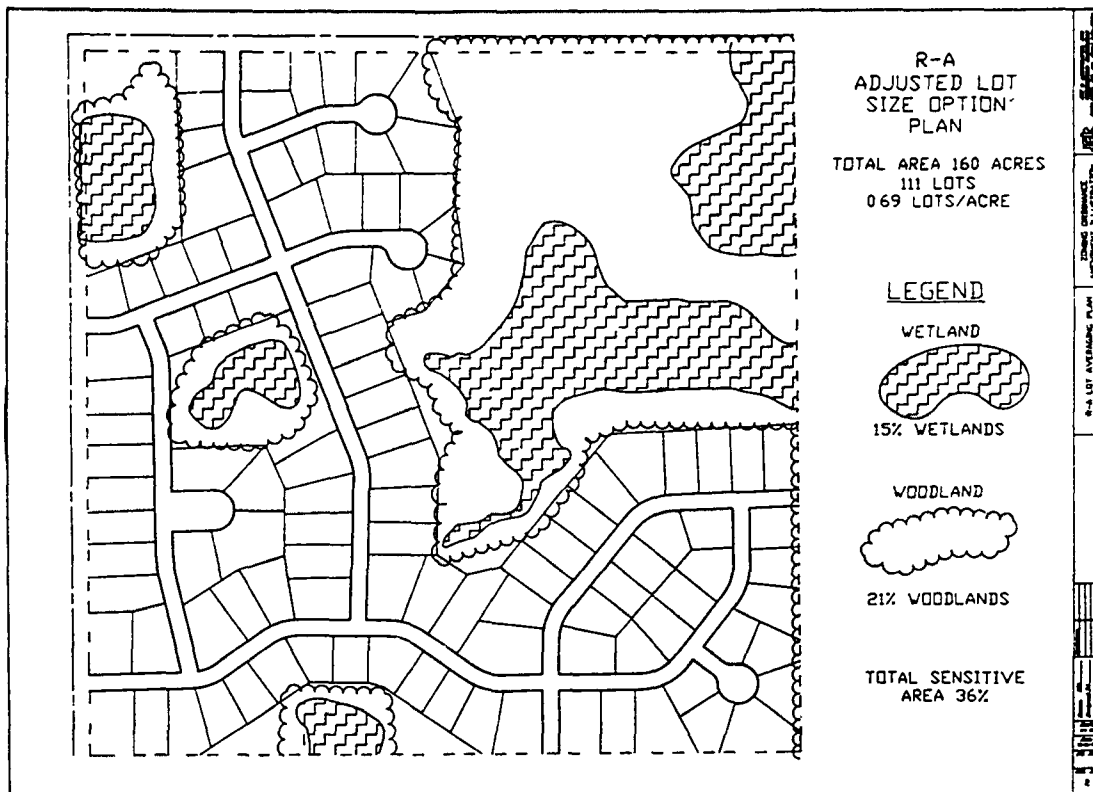 R-A
ADJUSTED LOT
SIZE OPTION
PLAN
TOTAL AREA 160 ACRES
111 LOTS
0 69 LOTS/ACRE
LEGEND
WETLAND
15% WETLANDS
WOODLAND
21% WOODLANDS
TOTAL SENSITIVE
AREA 36%
ZONING ORDINANCE
R-A LOT AVERAGING PLAN